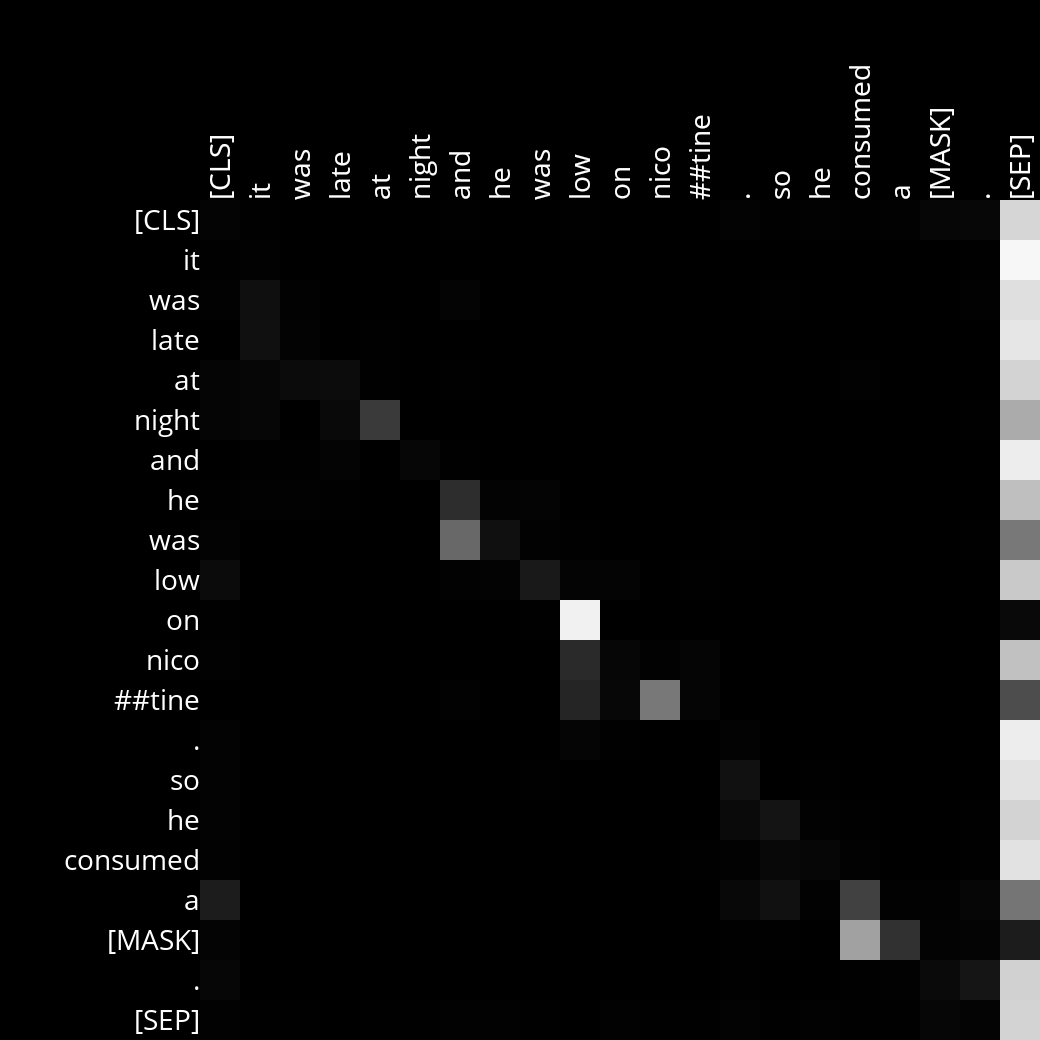 [CLS] it was late at night and he was low on nico ##tine . so he consumed a [MASK] . [SEP]
[CLS]
it
was
late
at
night
and
he
was
low
on
nico
##tine
.
so
he
consumed
a
[MASK]
.
[SEP]